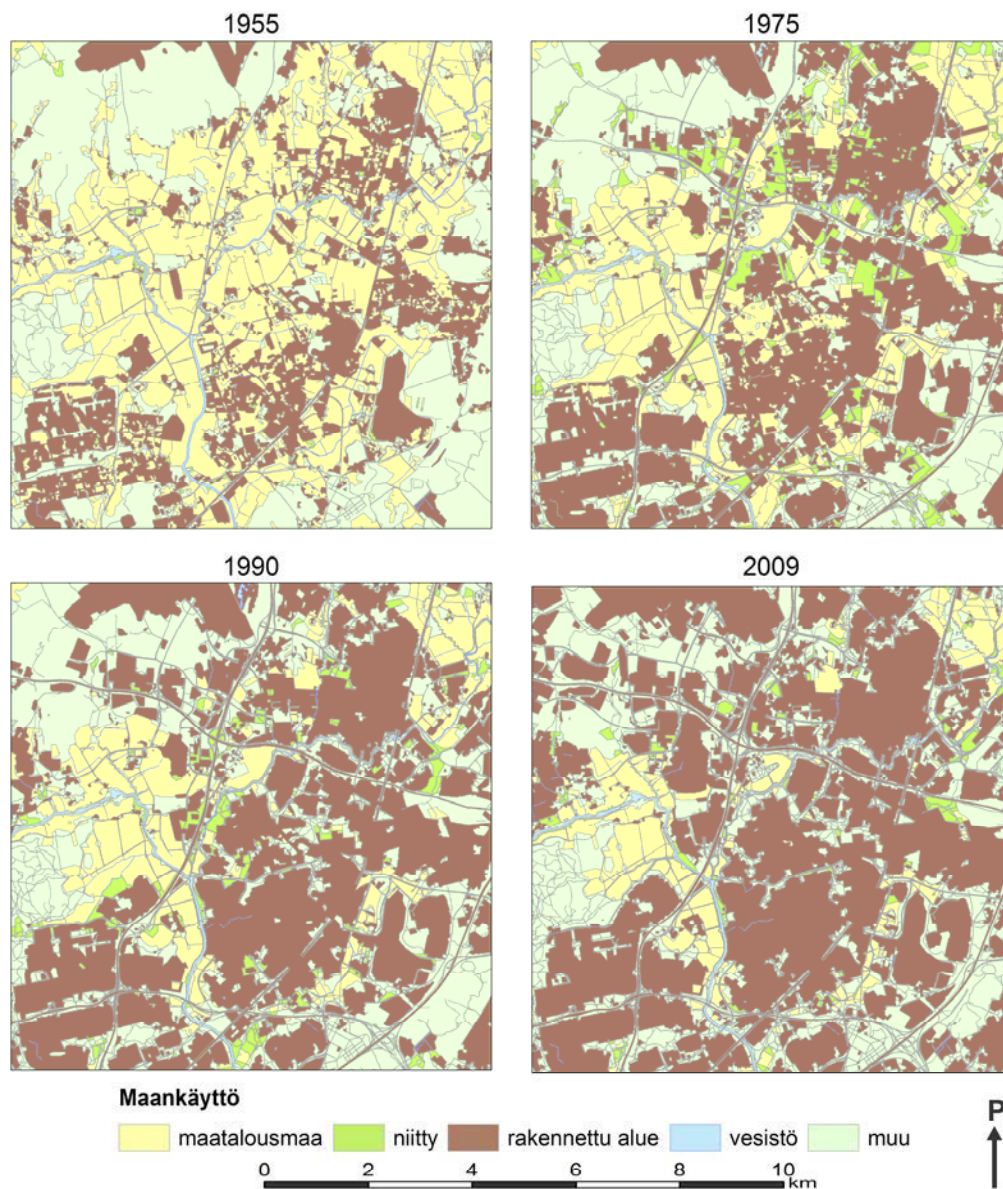 1955 1975
1990 2009
Maankäyttö
maatalousmaa niitty rakennettu alue vesistö muu
P
0 2 4 6 8 10
km